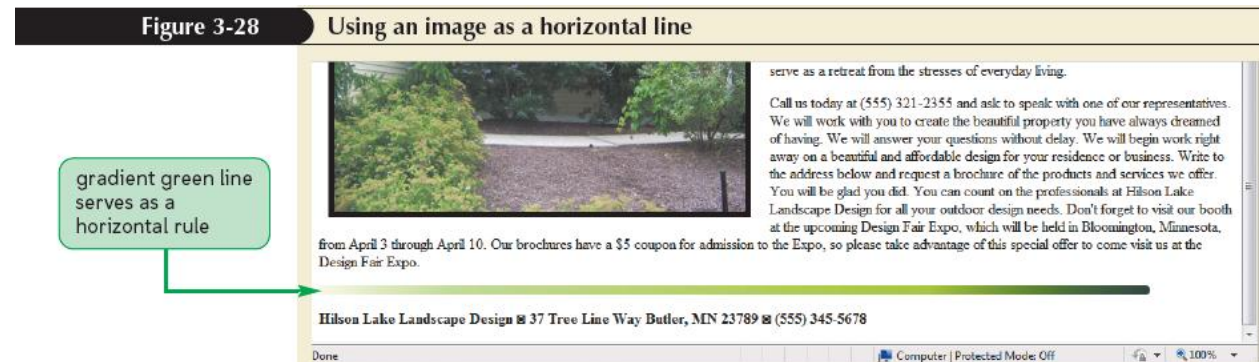 Figure 3-28
Using an image as a horizontal line
serve as a retreat from the stresses of everyday living.
Call us today at (555) 321-2355 and ask to speak with one of our representatives.
We will work with you to create the beautiful property you have always dreamed
of having. We will answer your questions without delay. We will begin work right
away on a beautiful and affordable design for your residence or business. Write to
the address below and request a brochure of the products and services we offer.
You will be glad you did. You can count on the professionals at Hilson Lake
Landscape Design for all your outdoor design needs. Don't forget to visit our booth
at the upcoming Design Fair Expo, which will be held in Bloomington, Minnesota,
from April 3 through April 10. Our brochures have a $5 coupon for admission to the Expo, so please take advantage of this special offer to come visit us at the
Design Fair Expo.
gradient green line
serves as a
horizontal rule
Hilson Lake Landscape Design ⊠ 37 Tree Line Way Butler, MN 23789 ⊠ (555) 345-5678
Done
Computer | Protected Mode: Off
100%